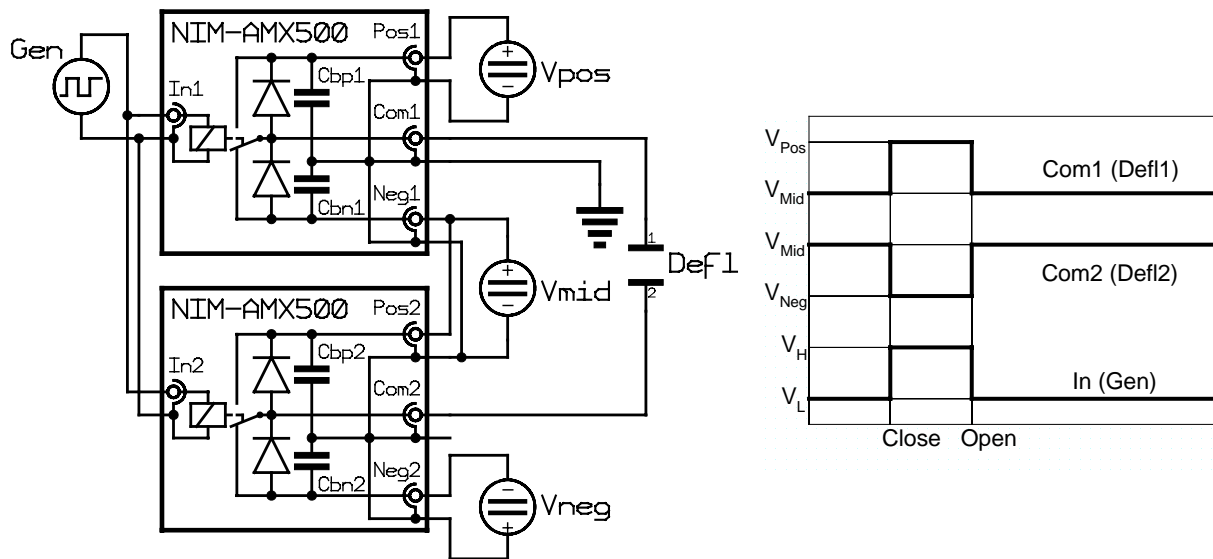 Gen
NIM-AMX500
Pos1
In1
Cbp1
Com1
Cbn1
Neg1
Vpos
1
Defl
2
Vmid
NIM-AMX500
Pos2
In2
Cbp2
Com2
Cbn2
Neg2
Vneg
VPos
Com1 (Defl1)
VMid
VMid
Com2 (Defl2)
VNeg
VH
In (Gen)
VL
Close Open